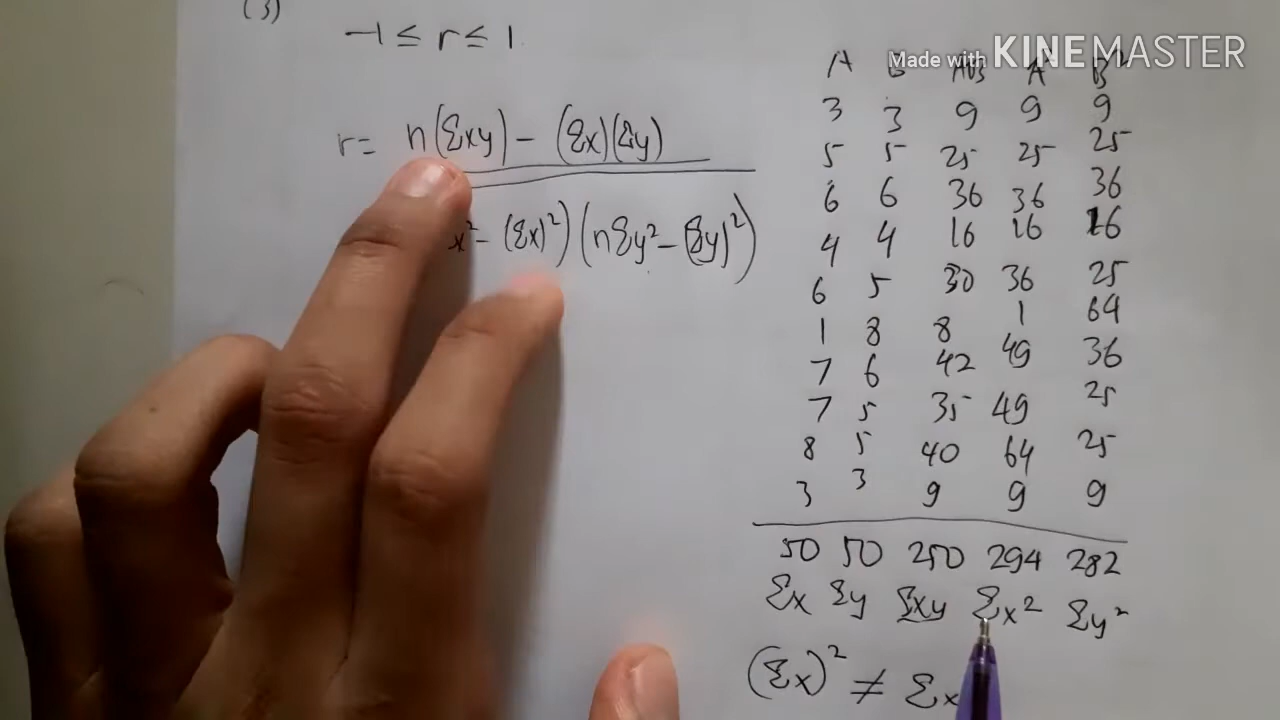 (3)
-1 ≤ r ≤ 1
r = n(Σxy) - (Σx)(Σy)
x² - (Σx)²) (nΣy² - (Σy)²)
Made with KINEMASTER
A B AB A² B²
3 3 9 9 9
5 5 25 25 25
6 6 36 36 36
4 4 16 16 16
6 5 30 36 25
1 8 8 1 64
7 6 42 49 36
7 5 35 49 25
8 5 40 64 25
3 3 9 9 9
50 50 250 294 282
Σx Σy Σxy Σx² Σy²
(Σx)² ≠ Σx